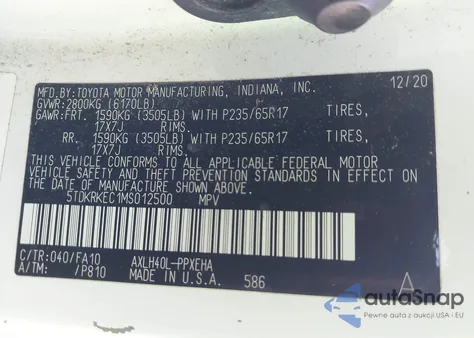 MFD. BY: TOYOTA MOTOR MANUFACTURING, INDIANA, INC. 12/20
GVWR: 2800KG (6170LB)
GAWR: FRT. 1590KG (3505LB) WITH P235/65R17 TIRES,
17X7J RIMS.
RR. 1590KG (3505LB) WITH P235/65R17 TIRES,
17X7J RIMS.
THIS VEHICLE CONFORMS TO ALL APPLICABLE FEDERAL MOTOR
VEHICLE SAFETY AND THEFT PREVENTION STANDARDS IN EFFECT
ON THE DATE OF MANUFACTURE SHOWN ABOVE.
5TDKRKEC1MS012500 MPV
C/TR: 040/FA10 AXLH40L-PPXEHA
A/TM: /P810 MADE IN U.S.A. 586 A
autaSnap
Pewne auta z dostępem z aukcji USA i EU